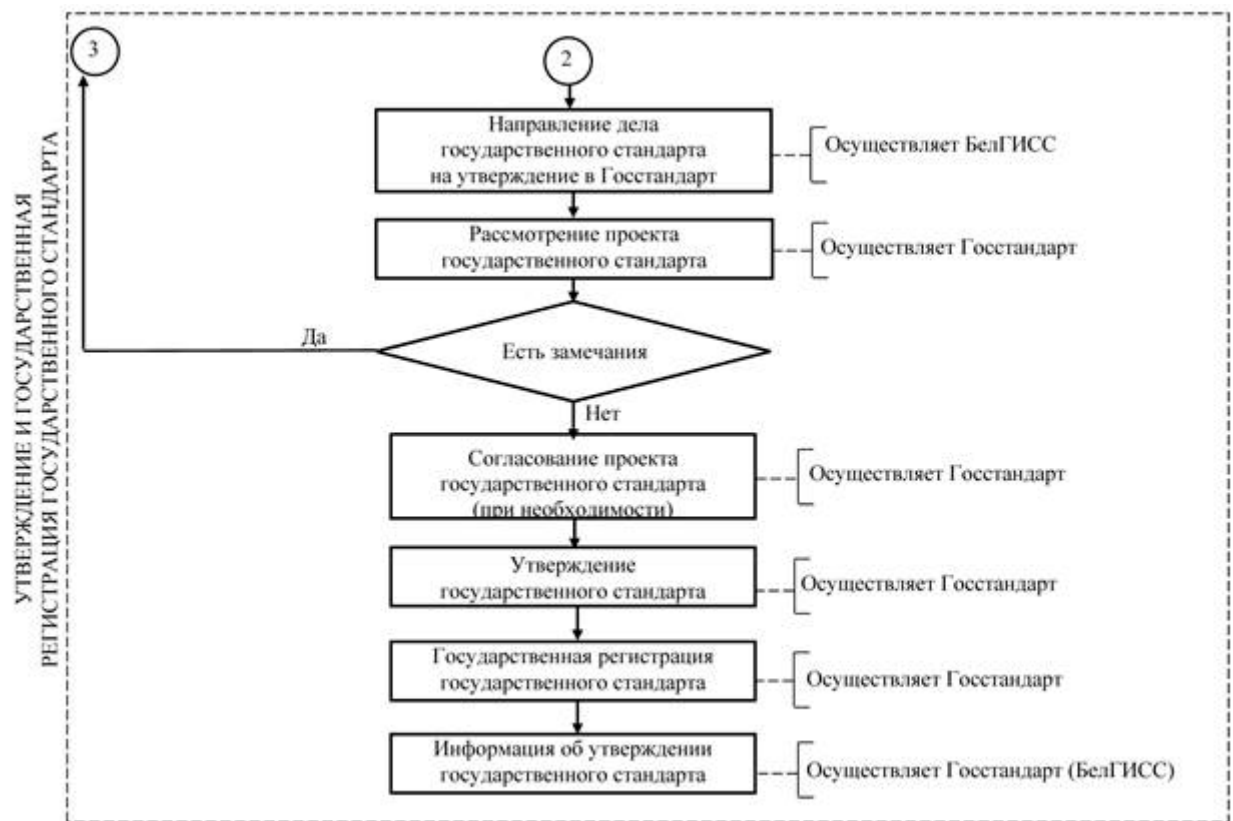 УТВЕРЖДЕНИЕ И ГОСУДАРСТВЕННАЯ
РЕГИСТРАЦИЯ ГОСУДАРСТВЕННОГО СТАНДАРТА
3
2
Направление дела
государственного стандарта
на утверждение в Госстандарт
Осуществляет БелГИСС
Рассмотрение проекта
государственного стандарта
Осуществляет Госстандарт
Да
Есть замечания
Нет
Согласование проекта
государственного стандарта
(при необходимости)
Осуществляет Госстандарт
Утверждение
государственного стандарта
Осуществляет Госстандарт
Государственная регистрация
государственного стандарта
Осуществляет Госстандарт
Информация об утверждении
государственного стандарта
Осуществляет Госстандарт (БелГИСС)